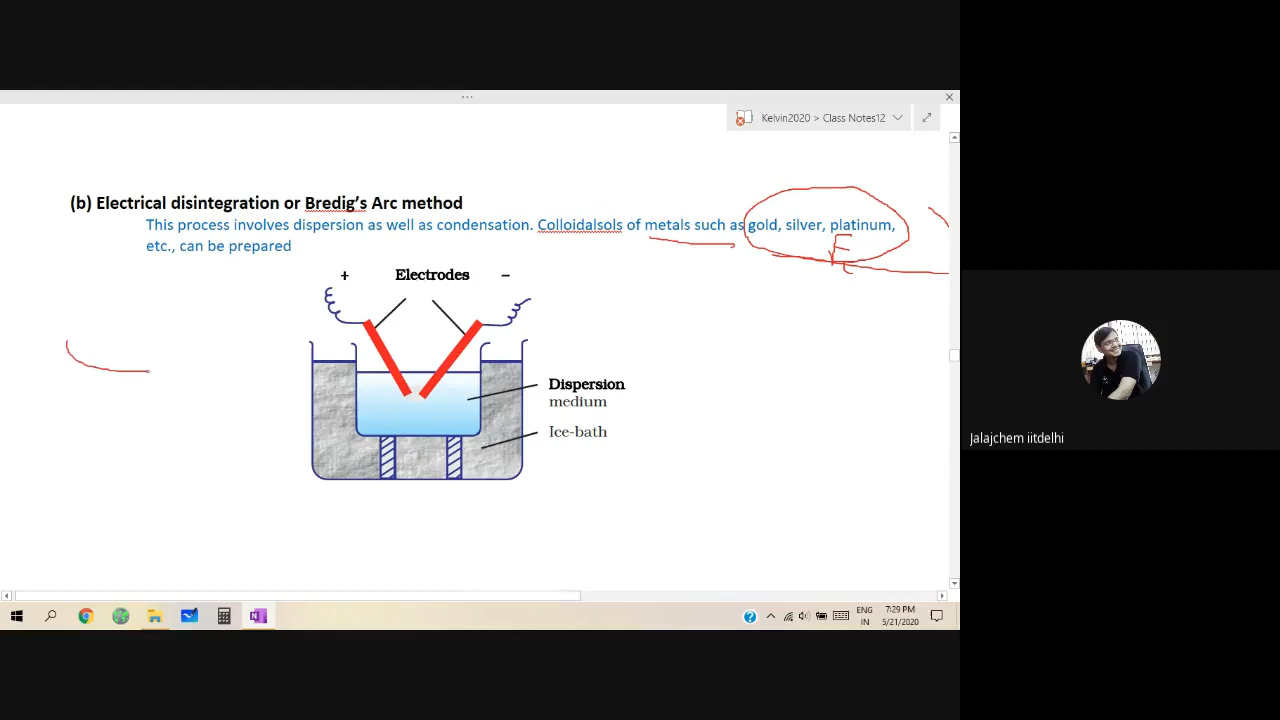 Kelvin2020 > Class Notes12
(b) Electrical disintegration or Bredig's Arc method
This process involves dispersion as well as condensation. Colloidalsols of metals such as gold, silver, platinum,
etc., can be prepared
+ Electrodes –
Dispersion
medium
Ice-bath
Jalajchem iitdelhi
ENG 7:29 PM
IN 5/21/2020